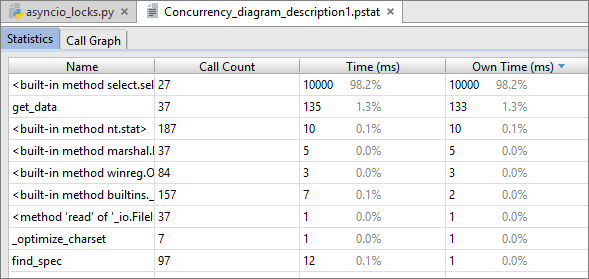 asyncio_locks.py Concurrency_diagram_description1.pstat
Statistics Call Graph
Name Call Count Time (ms) Own Time (ms)
<built-in method select.sel 27 10000 98.2% 10000 98.2%
get_data 37 135 1.3% 133 1.3%
<built-in method nt.stat> 187 10 0.1% 10 0.1%
<built-in method marshal.l 37 5 0.0% 5 0.0%
<built-in method winreg.O 84 3 0.0% 3 0.0%
<built-in method builtins._ 157 7 0.1% 2 0.0%
<method 'read' of '_io.FileI 37 1 0.0% 1 0.0%
_optimize_charset 7 1 0.0% 1 0.0%
find_spec 97 12 0.1% 1 0.0%